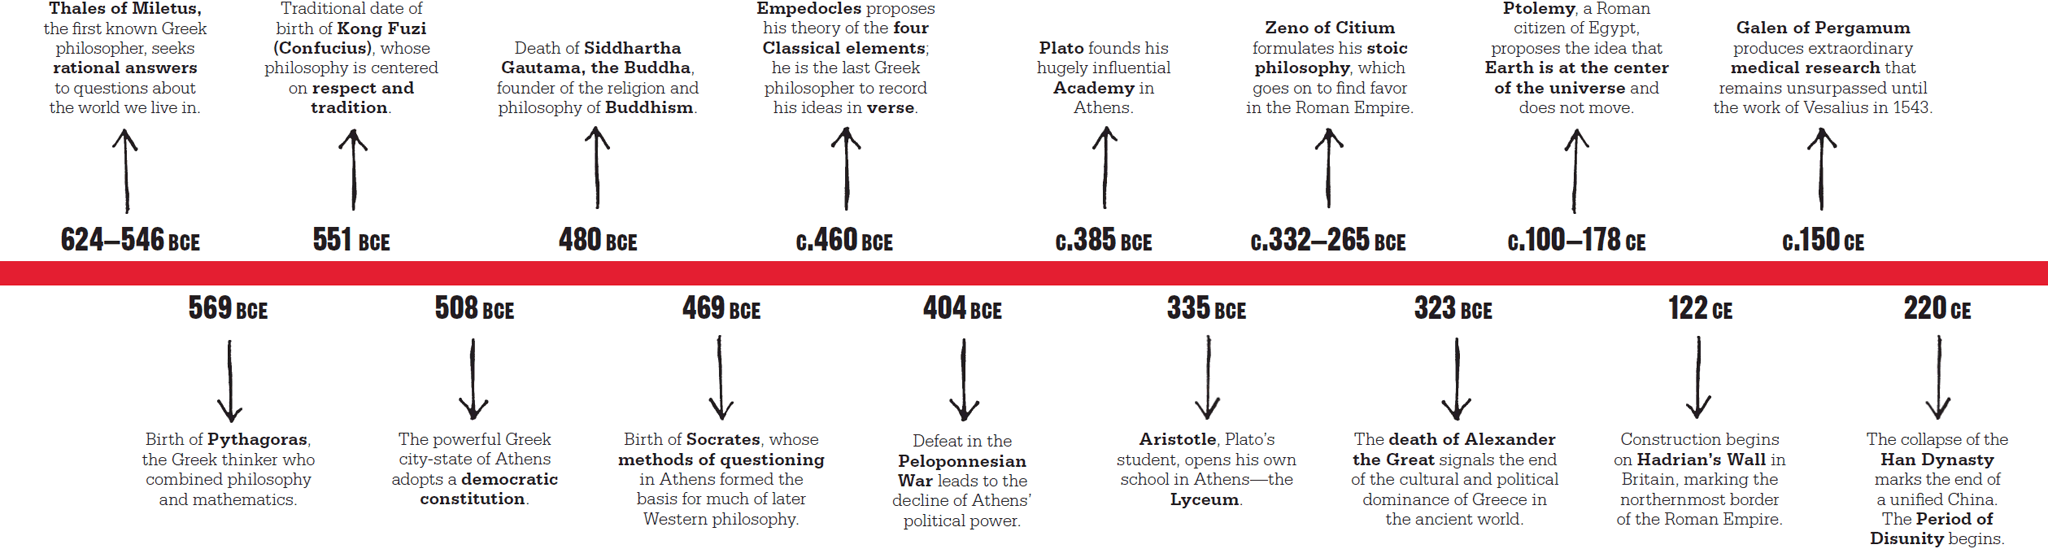 Thales of Miletus,
the first known Greek
philosopher, seeks
rational answers
to questions about
the world we live in.
624–546 BCE
Traditional date of
birth of Kong Fuzi
(Confucius), whose
philosophy is centered
on respect and
tradition.
551 BCE
Death of Siddhartha
Gautama, the Buddha,
founder of the religion and
philosophy of Buddhism.
480 BCE
Empedocles proposes
his theory of the four
Classical elements;
he is the last Greek
philosopher to record
his ideas in verse.
c.460 BCE
Plato founds his
hugely influential
Academy in
Athens.
c.385 BCE
Zeno of Citium
formulates his stoic
philosophy, which
goes on to find favor
in the Roman Empire.
c.332–265 BCE
Ptolemy, a Roman
citizen of Egypt,
proposes the idea that
Earth is at the center
of the universe and
does not move.
c.100–178 CE
Galen of Pergamum
produces extraordinary
medical research that
remains unsurpassed until
the work of Vesalius in 1543.
c.150 CE
569 BCE
Birth of Pythagoras,
the Greek thinker who
combined philosophy
and mathematics.
508 BCE
The powerful Greek
city-state of Athens
adopts a democratic
constitution.
469 BCE
Birth of Socrates, whose
methods of questioning
in Athens formed the
basis for much of later
Western philosophy.
404 BCE
Defeat in the
Peloponnesian
War leads to the
decline of Athens’
political power.
335 BCE
Aristotle, Plato’s
student, opens his own
school in Athens—the
Lyceum.
323 BCE
The death of Alexander
the Great signals the end
of the cultural and political
dominance of Greece in
the ancient world.
122 CE
Construction begins
on Hadrian’s Wall in
Britain, marking the
northernmost border
of the Roman Empire.
220 CE
The collapse of the
Han Dynasty
marks the end of
a unified China.
The Period of
Disunity begins.